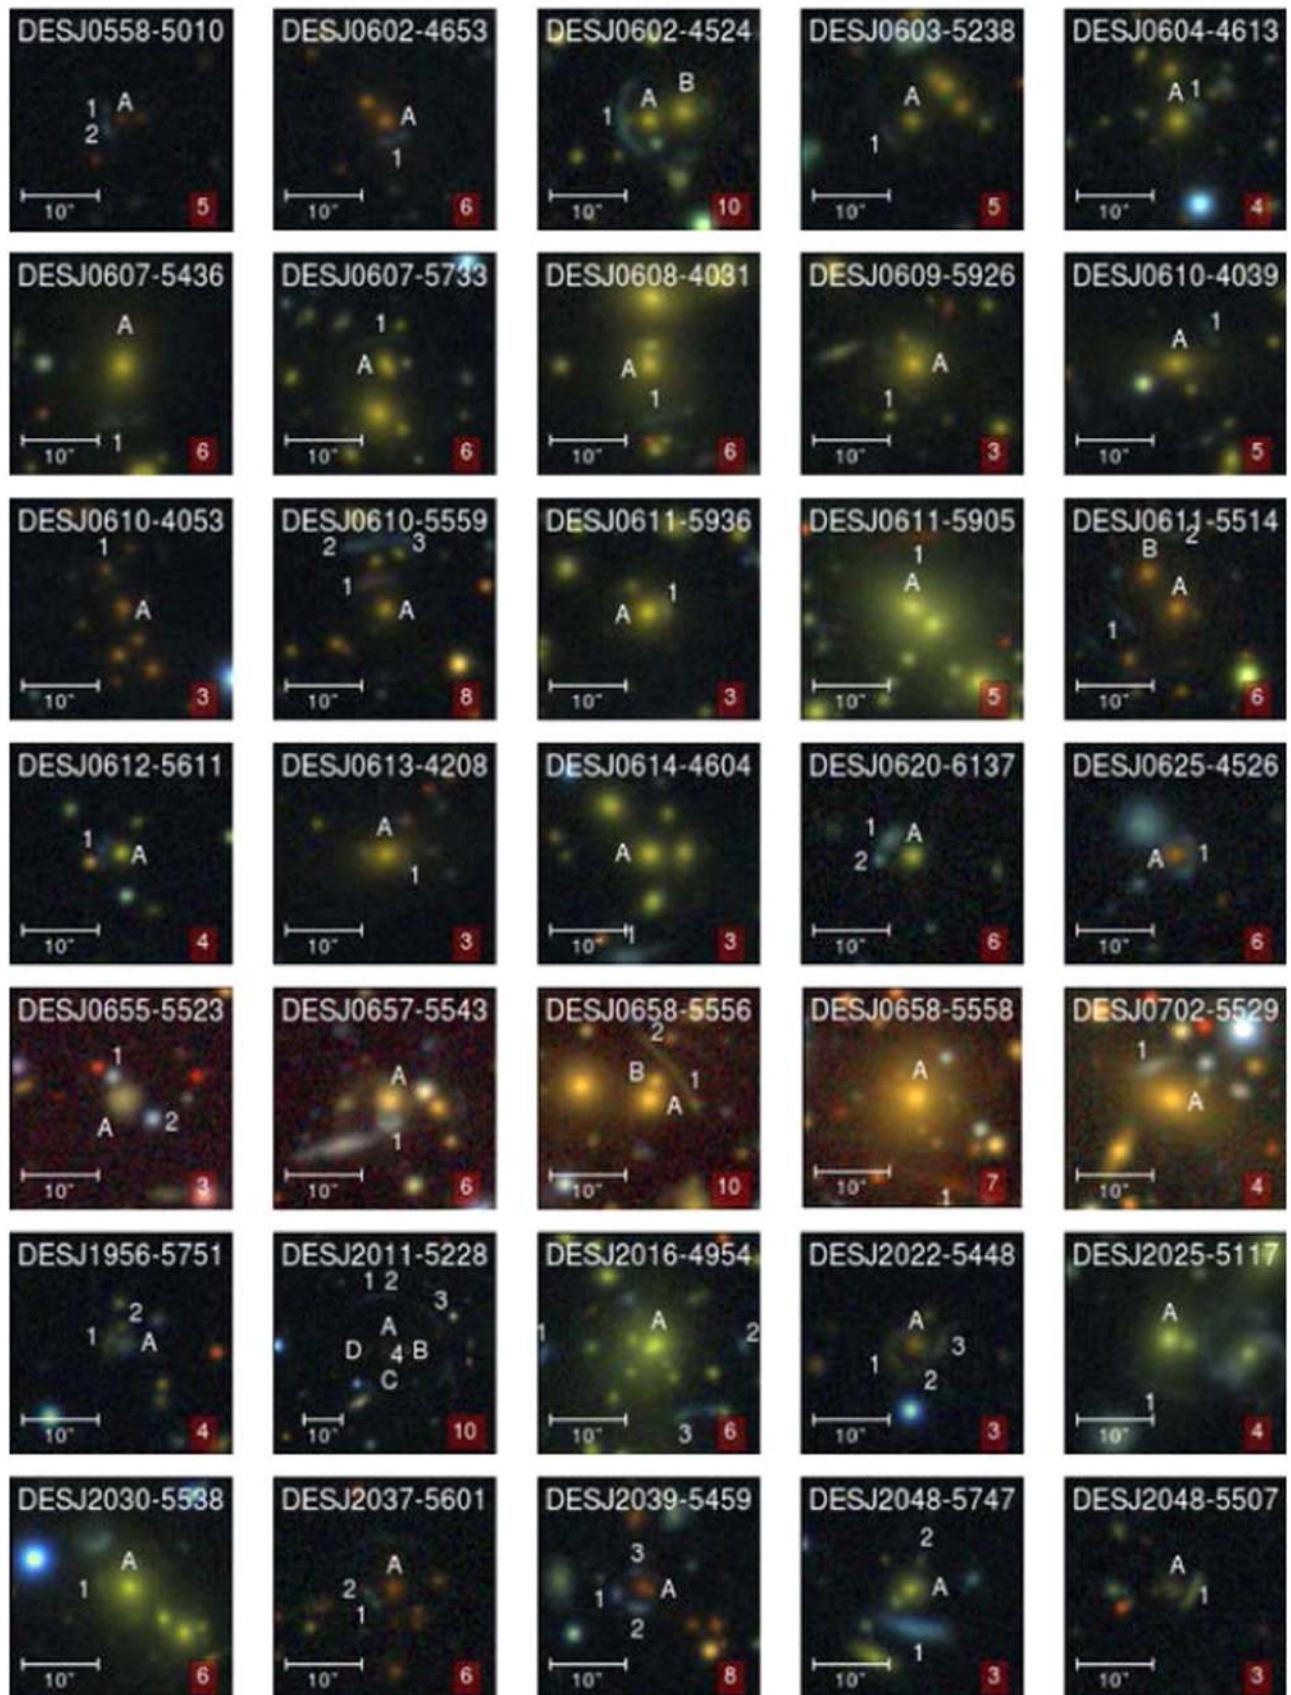 DESJ0558-5010
1
A
2
10"
5
DESJ0602-4653
A
1
10"
6
DESJ0602-4524
B
A
1
10"
10
DESJ0603-5238
A
1
10"
5
DESJ0604-4613
A 1
10"
4
DESJ0607-5436
A
1
10"
6
DESJ0607-5733
1
A
10"
6
DESJ0608-4031
A
1
10"
6
DESJ0609-5926
A
1
10"
3
DESJ0610-4039
1
A
10"
5
DESJ0610-4053
1
A
10"
3
DESJ0610-5559
2 3
1
A
10"
8
DESJ0611-5936
1
A
10"
3
DESJ0611-5905
1
A
10"
5
DESJ0611-5514
2
B
A
1
10"
6
DESJ0612-5611
1
A
10"
4
DESJ0613-4208
A
1
10"
3
DESJ0614-4604
A
1
10"
3
DESJ0620-6137
1 A
2
10"
6
DESJ0625-4526
A 1
10"
6
DESJ0655-5523
1
2
A
10"
3
DESJ0657-5543
A
1
10"
6
DESJ0658-5556
2
B 1
A
10"
10
DESJ0658-5558
A
1
10"
7
DESJ0702-5529
1
A
10"
4
DESJ1956-5751
2
1 A
10"
4
DESJ2011-5228
1 2
3
A
D 4 B
C
10"
10
DESJ2016-4954
A
1 2
3
10"
6
DESJ2022-5448
A
3
1
2
10"
3
DESJ2025-5117
A
1
10"
4
DESJ2030-5538
A
1
10"
6
DESJ2037-5601
A
2
1
10"
6
DESJ2039-5459
3
A
1
2
10"
8
DESJ2048-5747
2
A
1
10"
3
DESJ2048-5507
A
1
10"
3